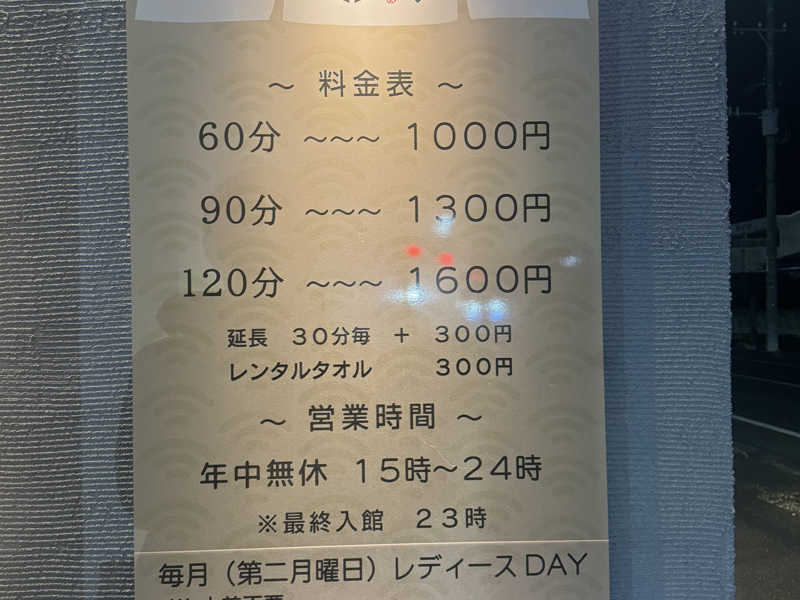 ～ 料金表 ～
60分 ～～～ １０００円
90分 ～～～ １３００円
120分 ～～～ １６００円
延長 ３０分毎 ＋ ３００円
レンタルタオル ３００円
～ 営業時間 ～
年中無休 １５時～２４時
※最終入館 ２３時
毎月（第二月曜日）レディースDAY